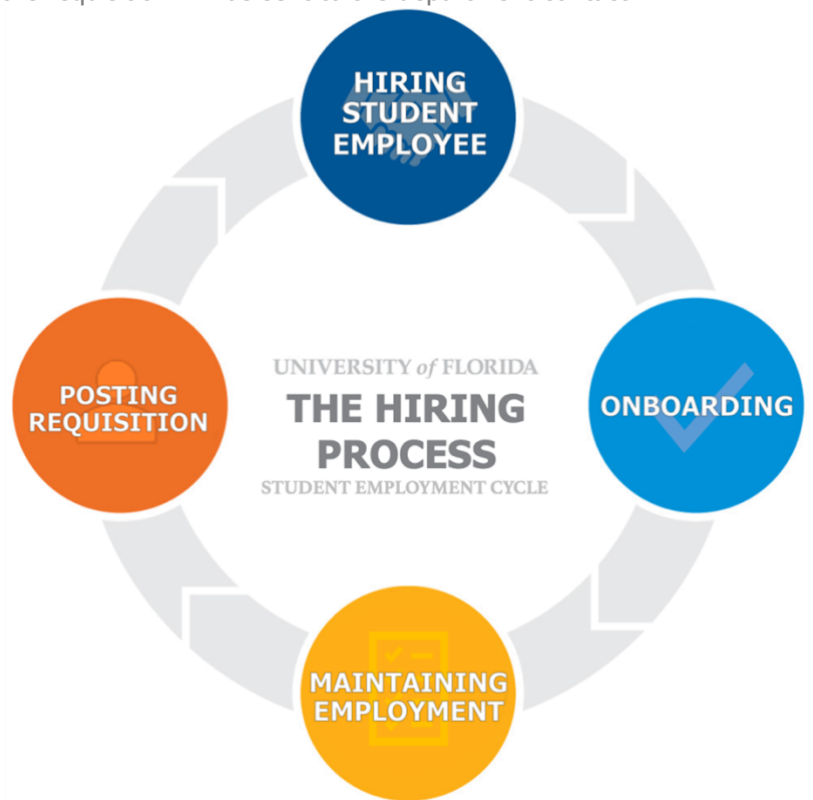 HIRING
STUDENT
EMPLOYEE
POSTING
REQUISITION
UNIVERSITY of FLORIDA
THE HIRING
PROCESS
STUDENT EMPLOYMENT CYCLE
ONBOARDING
MAINTAINING
EMPLOYMENT